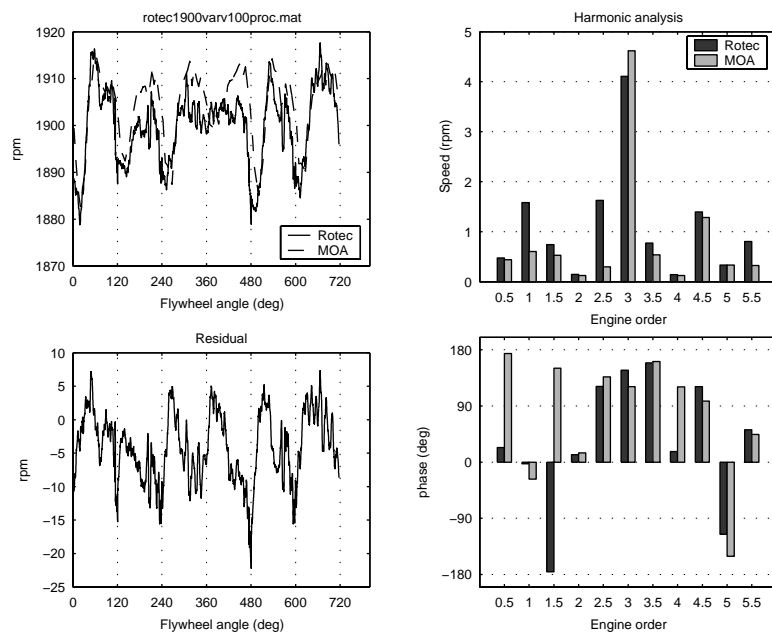 rotec1900varv100proc.mat
1920
1910
1900
1890
1880
1870
rpm
0 120 240 360 480 600 720
Flywheel angle (deg)
Rotec
MOA
Harmonic analysis
5
4
3
2
1
0
Speed (rpm)
0.5 1 1.5 2 2.5 3 3.5 4 4.5 5 5.5
Engine order
Rotec
MOA
Residual
10
5
0
−5
−10
−15
−20
−25
rpm
0 120 240 360 480 600 720
Flywheel angle (deg)
180
90
0
−90
−180
phase (deg)
0.5 1 1.5 2 2.5 3 3.5 4 4.5 5 5.5
Engine order